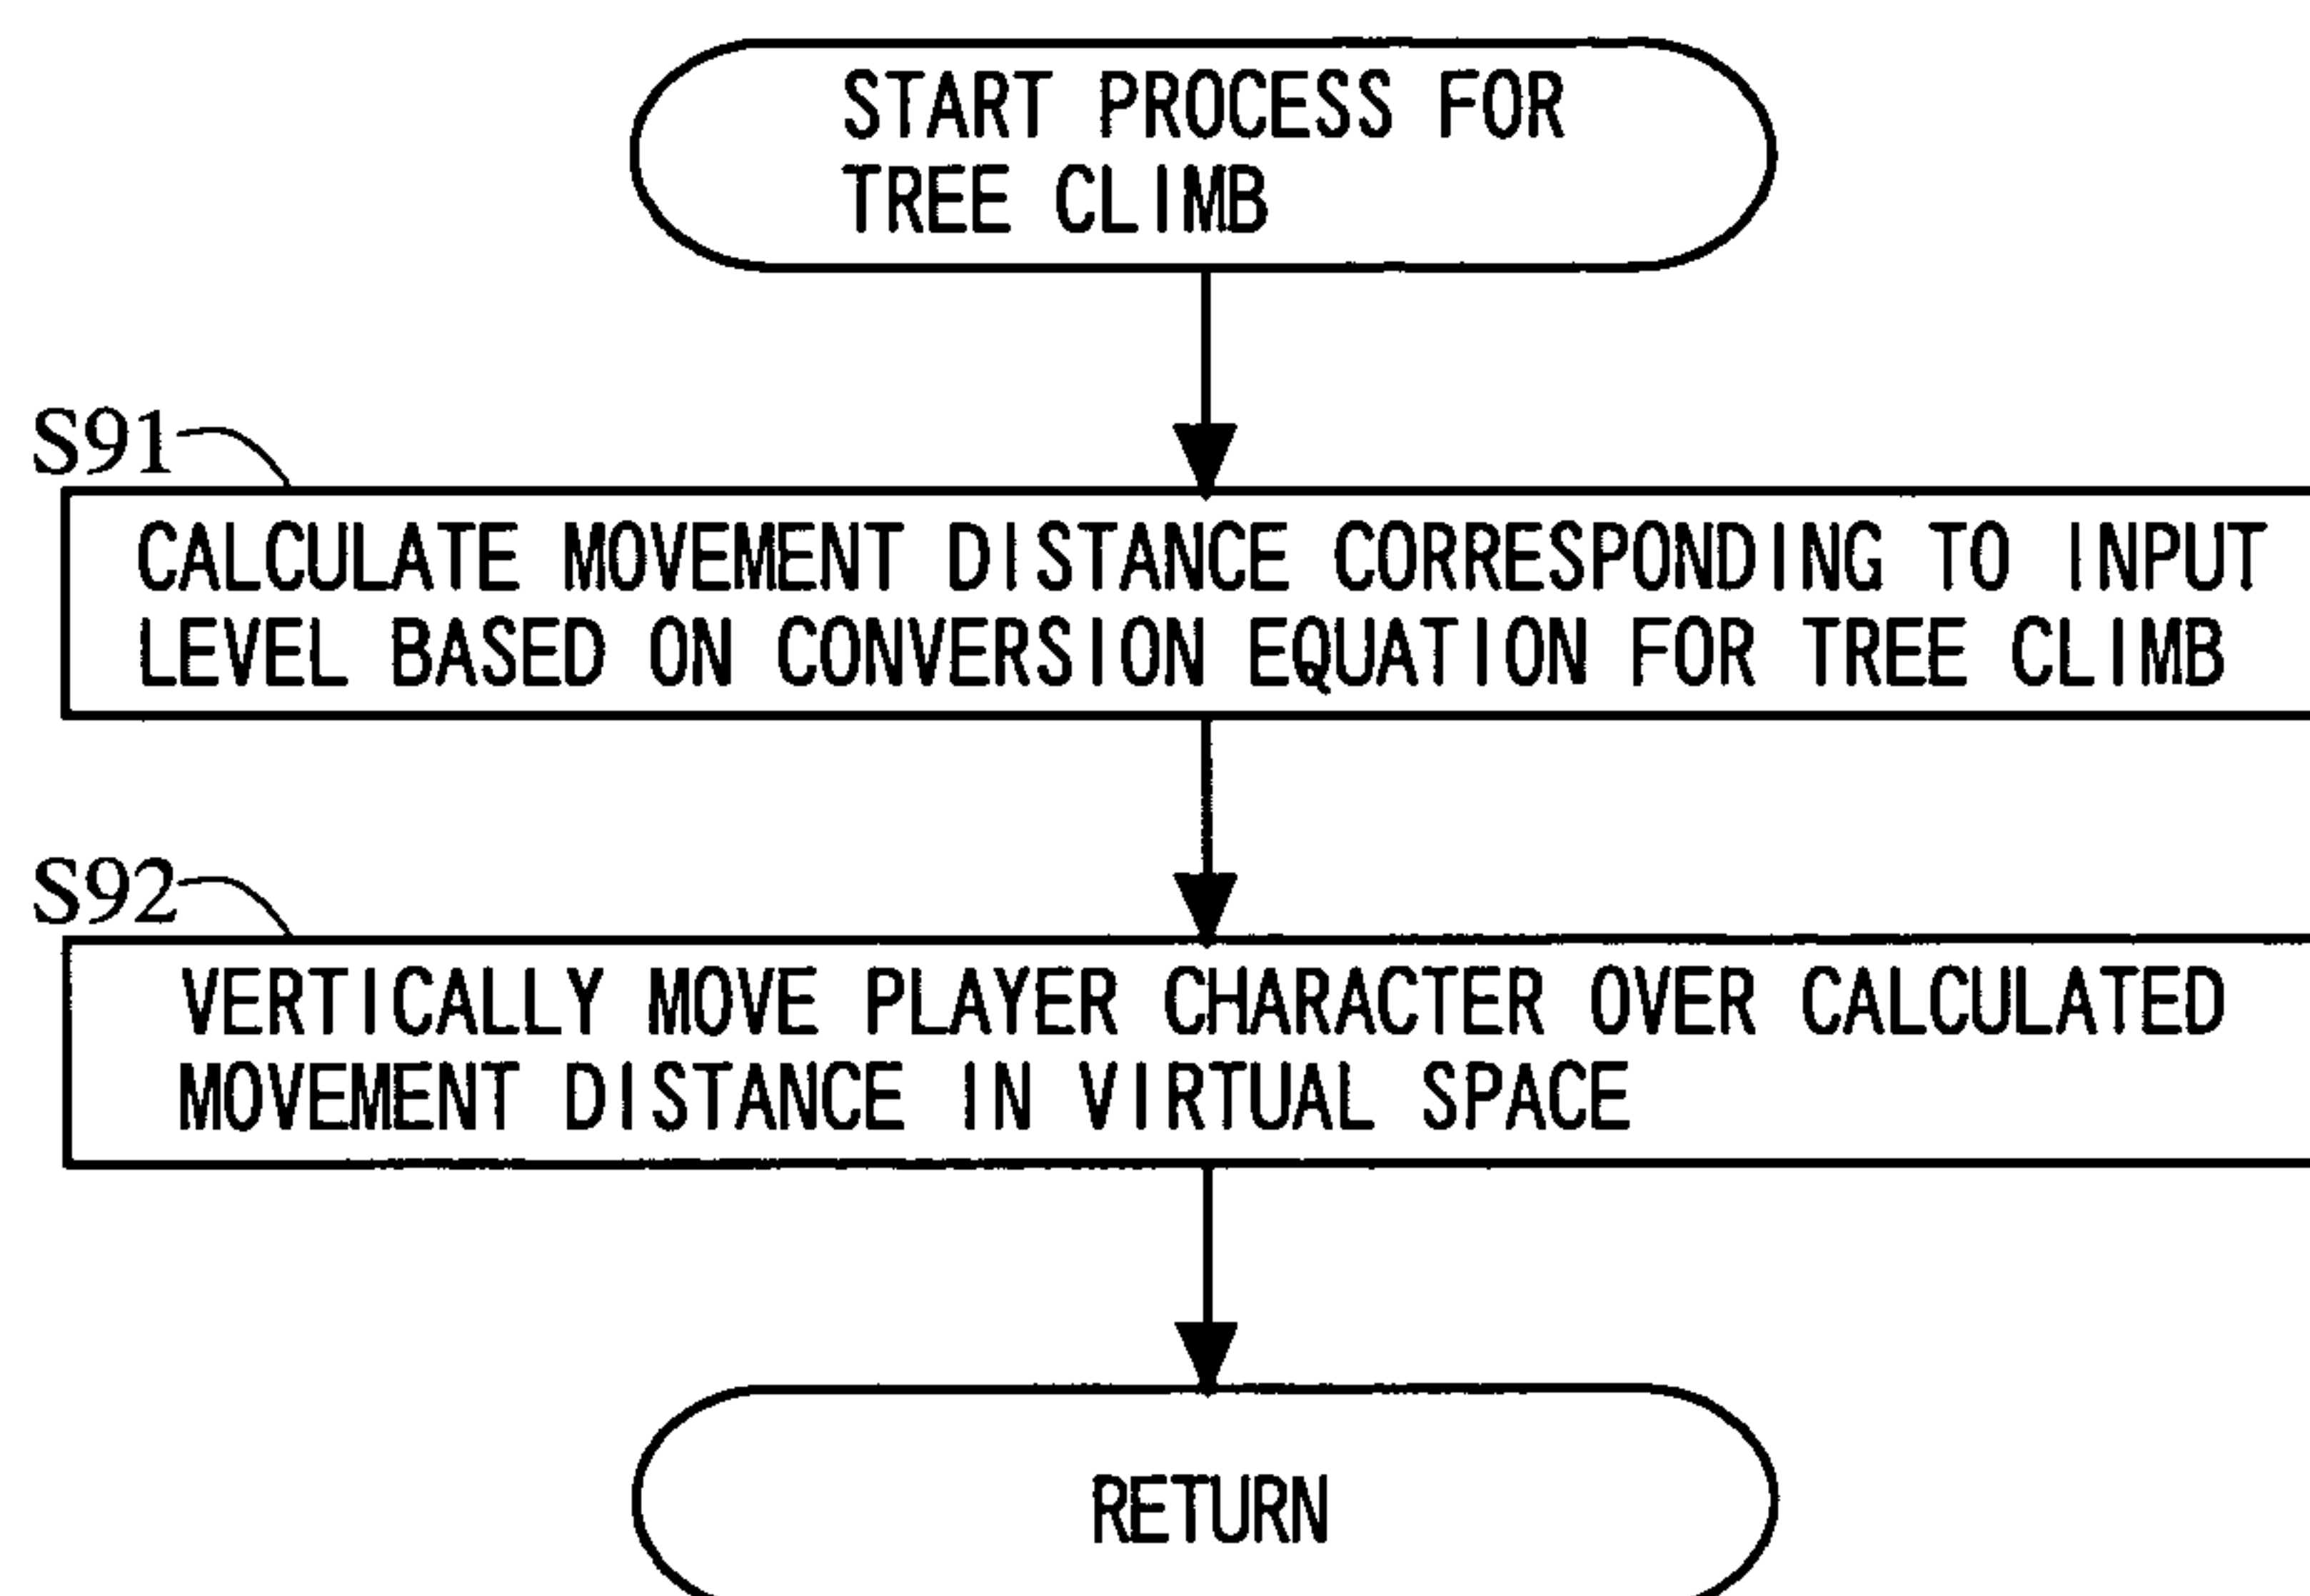 START PROCESS FOR
TREE CLIMB
S91
CALCULATE MOVEMENT DISTANCE CORRESPONDING TO INPUT
LEVEL BASED ON CONVERSION EQUATION FOR TREE CLIMB
S92
VERTICALLY MOVE PLAYER CHARACTER OVER CALCULATED
MOVEMENT DISTANCE IN VIRTUAL SPACE
RETURN